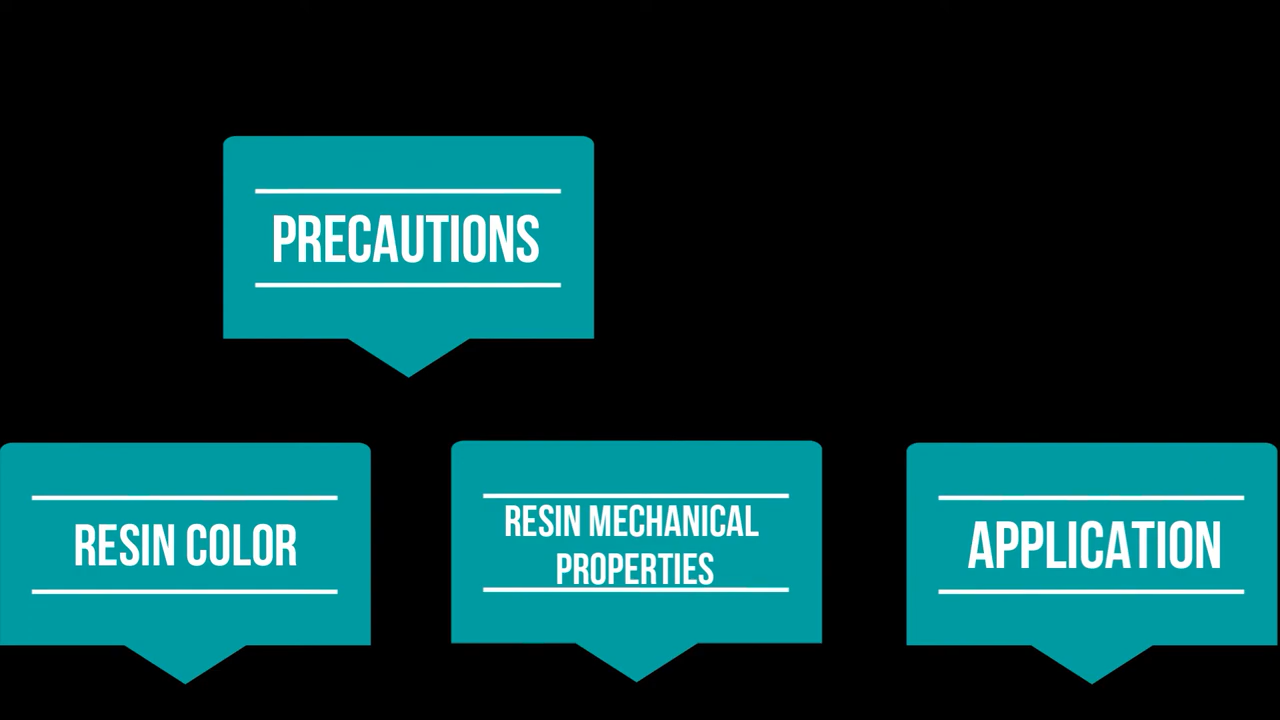 PRECAUTIONS
RESIN COLOR
RESIN MECHANICAL
PROPERTIES
APPLICATION